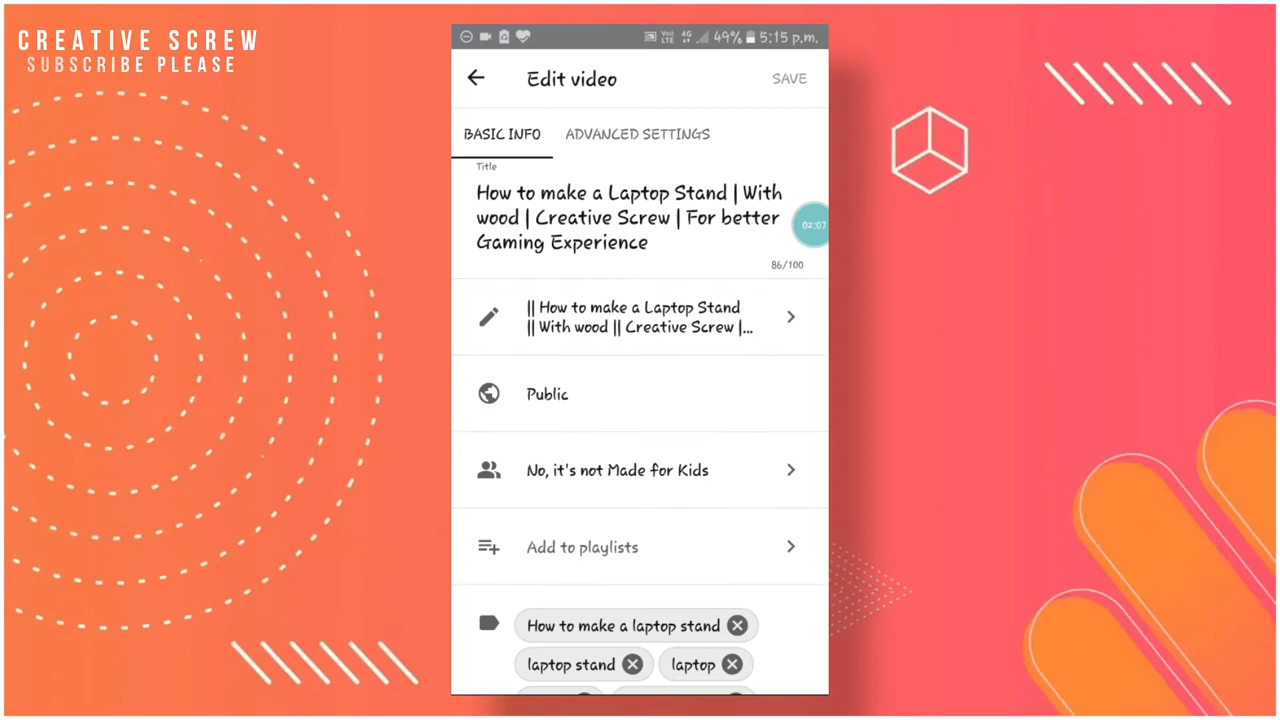 CREATIVE SCREW
SUBSCRIBE PLEASE
VoLTE 4G 49% 5:15 p.m.
Edit video
SAVE
BASIC INFO
ADVANCED SETTINGS
Title
How to make a Laptop Stand | With
wood | Creative Screw | For better
Gaming Experience
02:07
86/100
|| How to make a Laptop Stand
|| With wood || Creative Screw |...
Public
No, it's not Made for Kids
Add to playlists
How to make a laptop stand
laptop stand
laptop